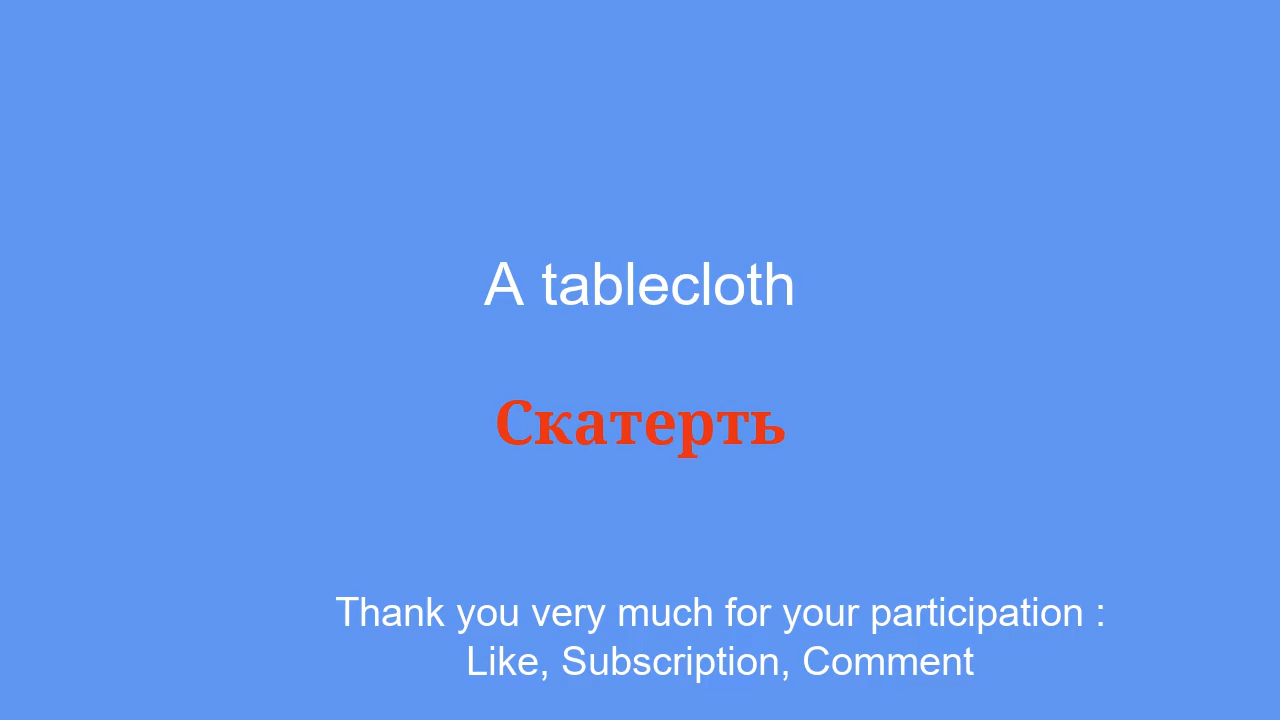 A tablecloth
Скатерть
Thank you very much for your participation :
Like, Subscription, Comment